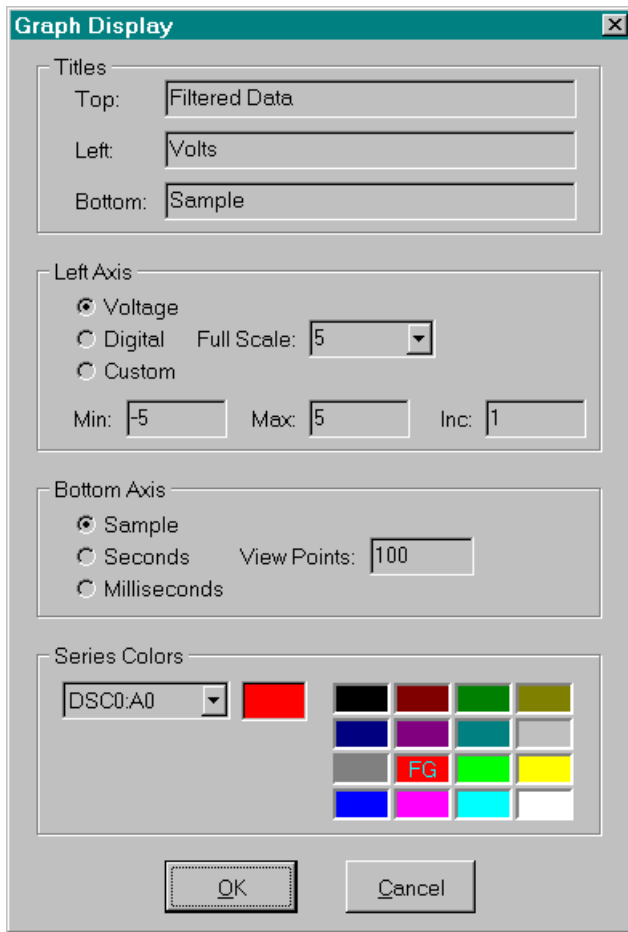 Graph Display
Titles
Top: Filtered Data
Left: Volts
Bottom: Sample
Left Axis
Voltage
Digital Full Scale: 5
Custom
Min: -5 Max: 5 Inc: 1
Bottom Axis
Sample
Seconds View Points: 100
Milliseconds
Series Colors
DSC0:A0
FG
OK Cancel